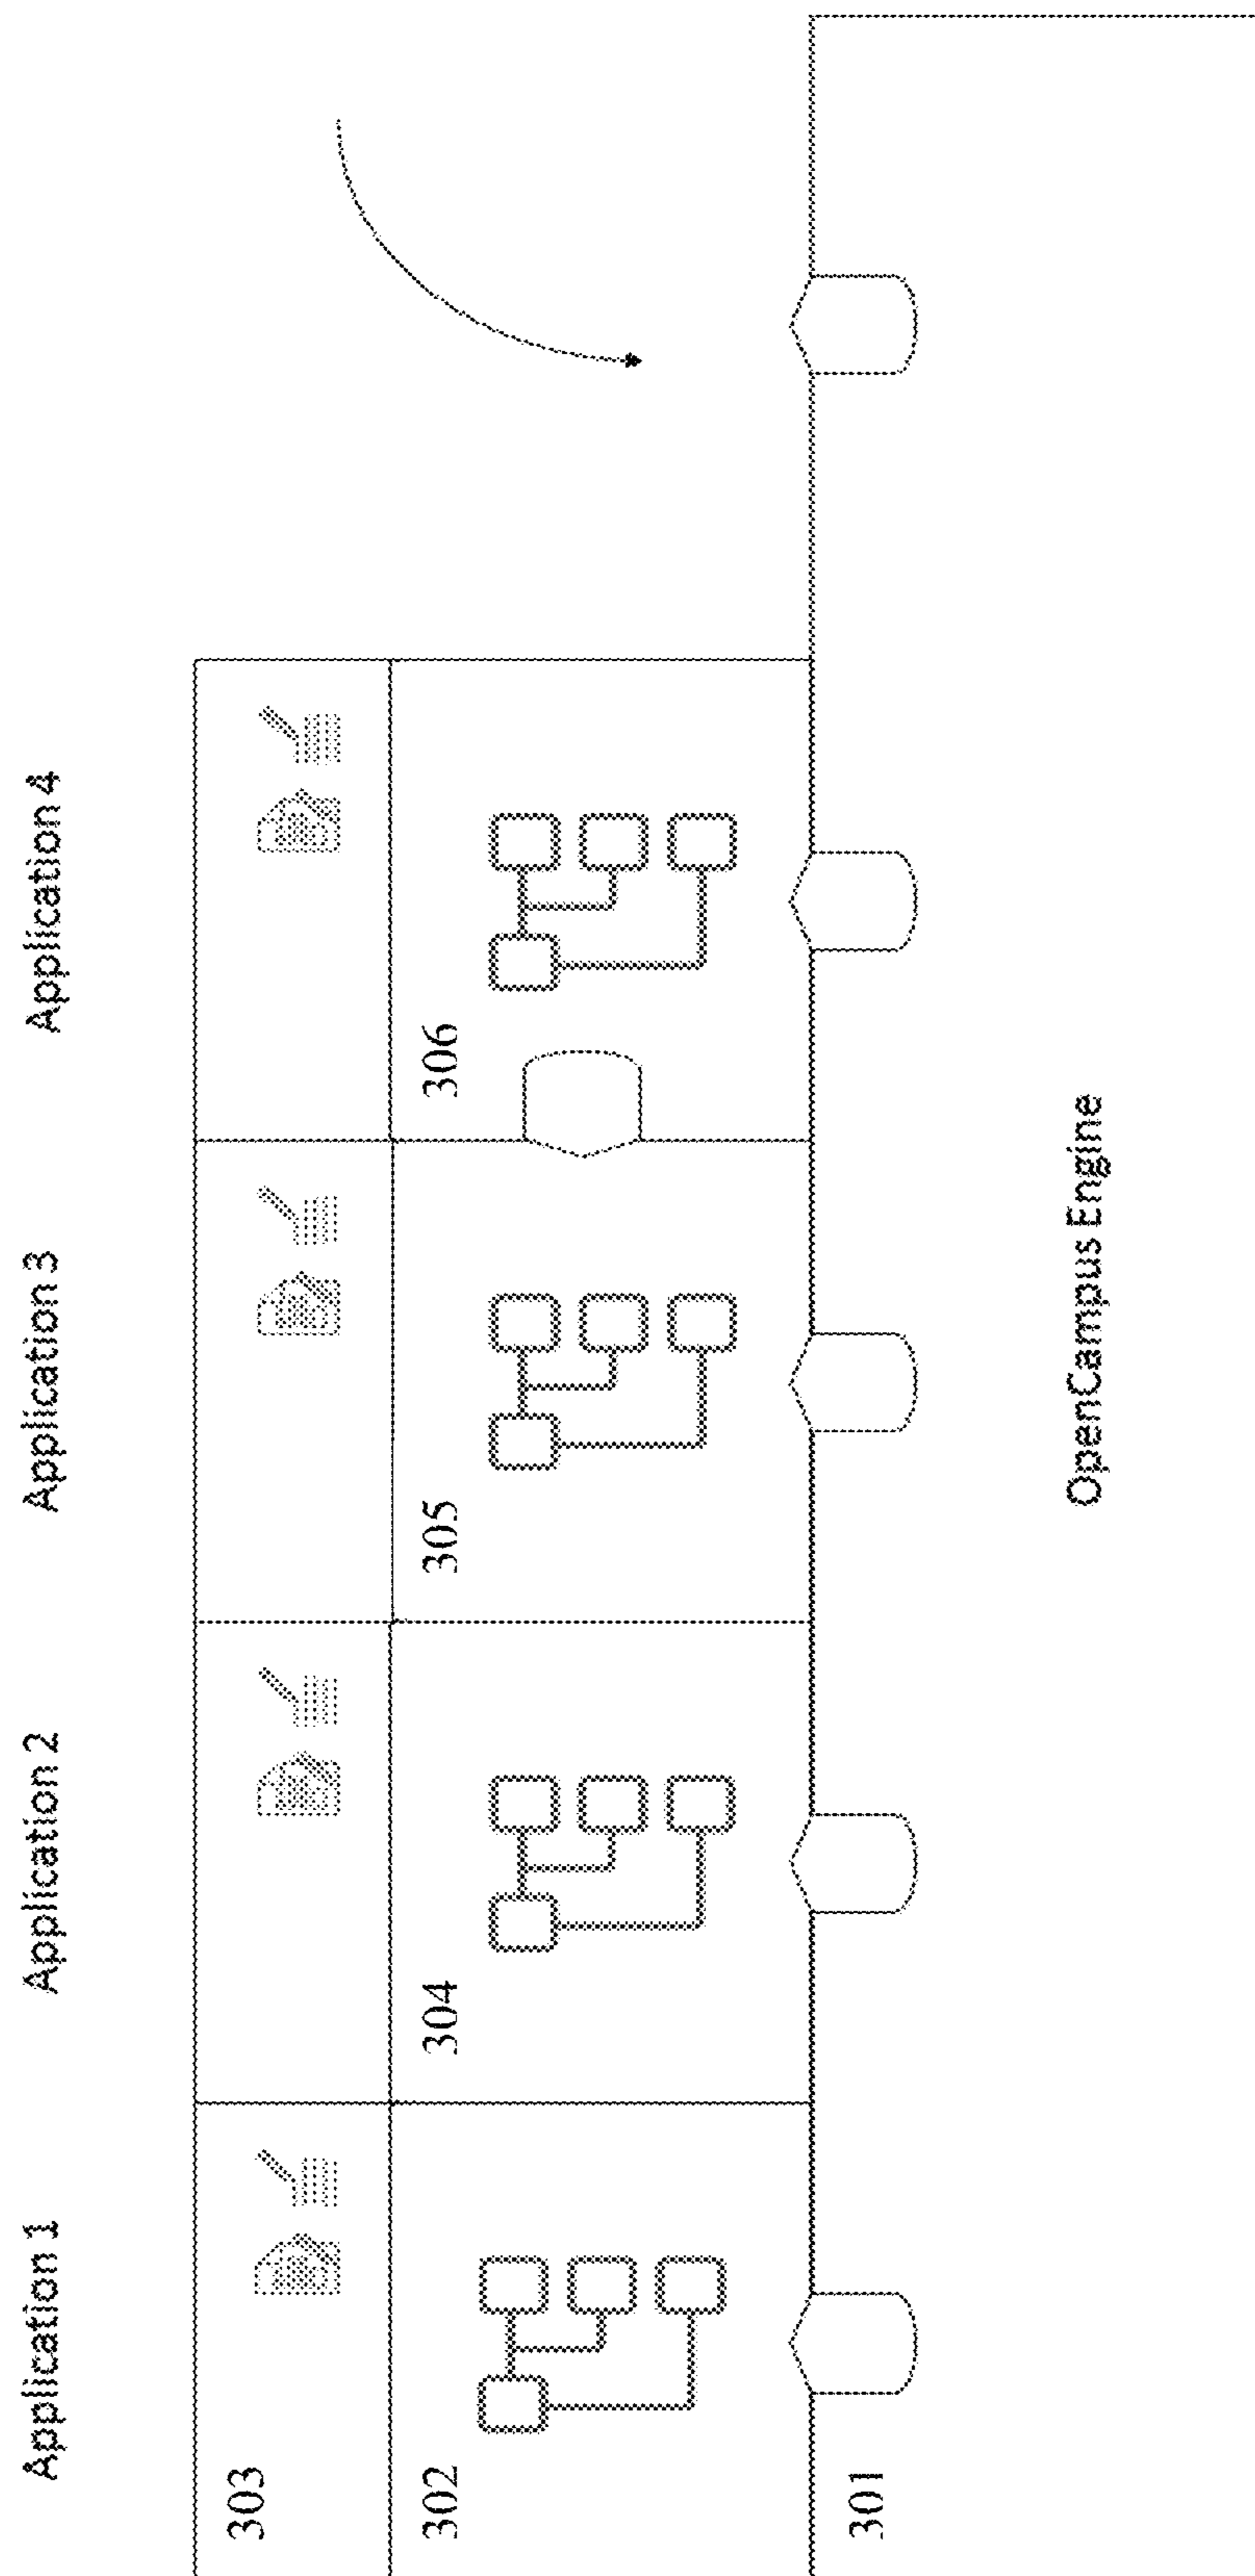 Application 1
Application 2
Application 3
Application 4
303
302
304
305
306
301
OpenCampus Engine